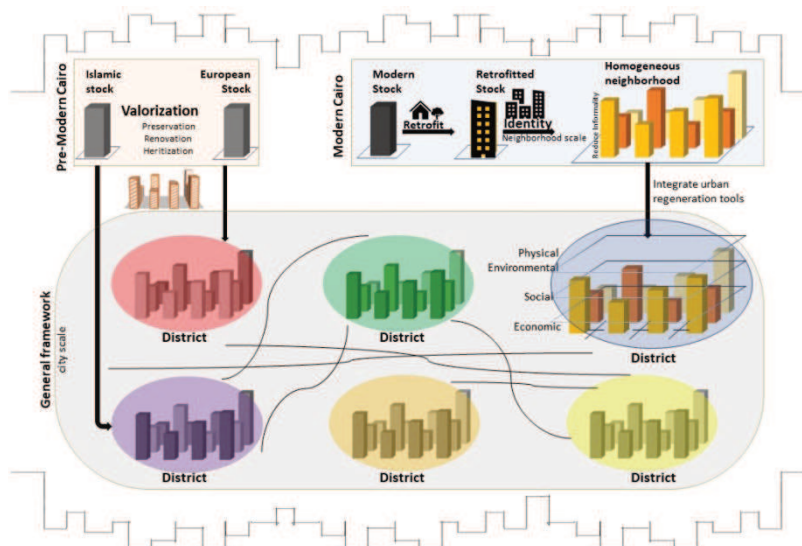 Pre-Modern Cairo
Islamic
stock
European
Stock
Valorization
Preservation
Renovation
Heritization
Modern Cairo
Modern
Stock
Retrofit
Retrofitted
Stock
Identity
Neighborhood scale
Homogeneous
neighborhood
Reduce Informality
Integrate urban
regeneration tools
General framework
city scale
District
District
Physical
Environmental
Social
Economic
District
District
District
District